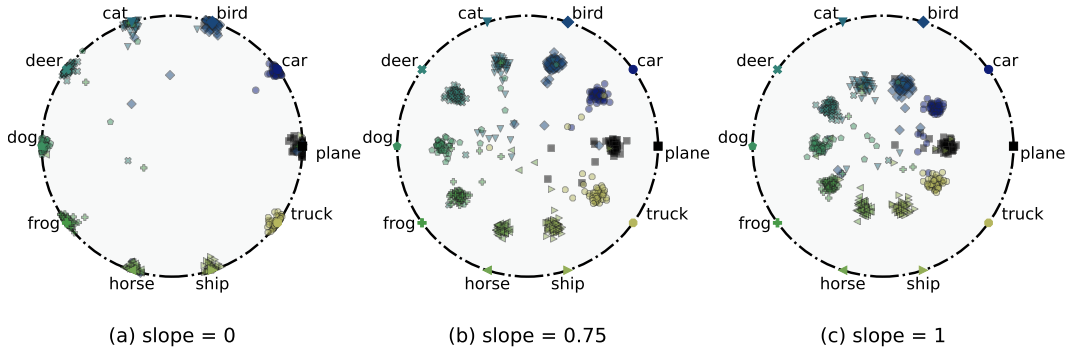 cat
bird
deer
car
dog
plane
frog
truck
horse
ship
(a) slope = 0
cat
bird
deer
car
dog
plane
frog
truck
horse
ship
(b) slope = 0.75
cat
bird
deer
car
dog
plane
frog
truck
horse
ship
(c) slope = 1